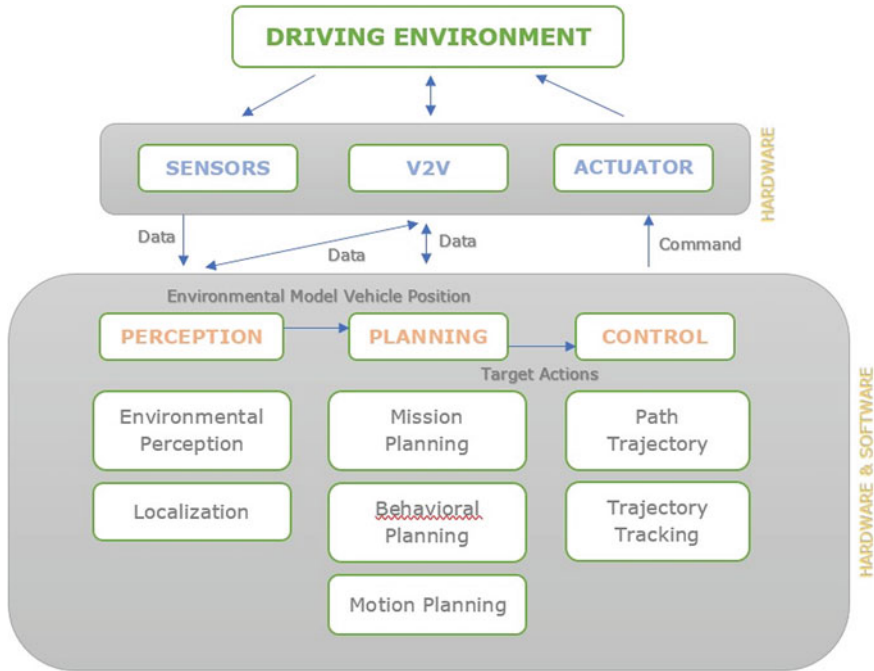 DRIVING ENVIRONMENT
SENSORS
V2V
ACTUATOR
HARDWARE
Data
Data
Data
Command
Environmental Model Vehicle Position
PERCEPTION
PLANNING
CONTROL
Target Actions
Environmental
Perception
Localization
Mission
Planning
Behavioral
Planning
Motion Planning
Path
Trajectory
Trajectory
Tracking
HARDWARE & SOFTWARE